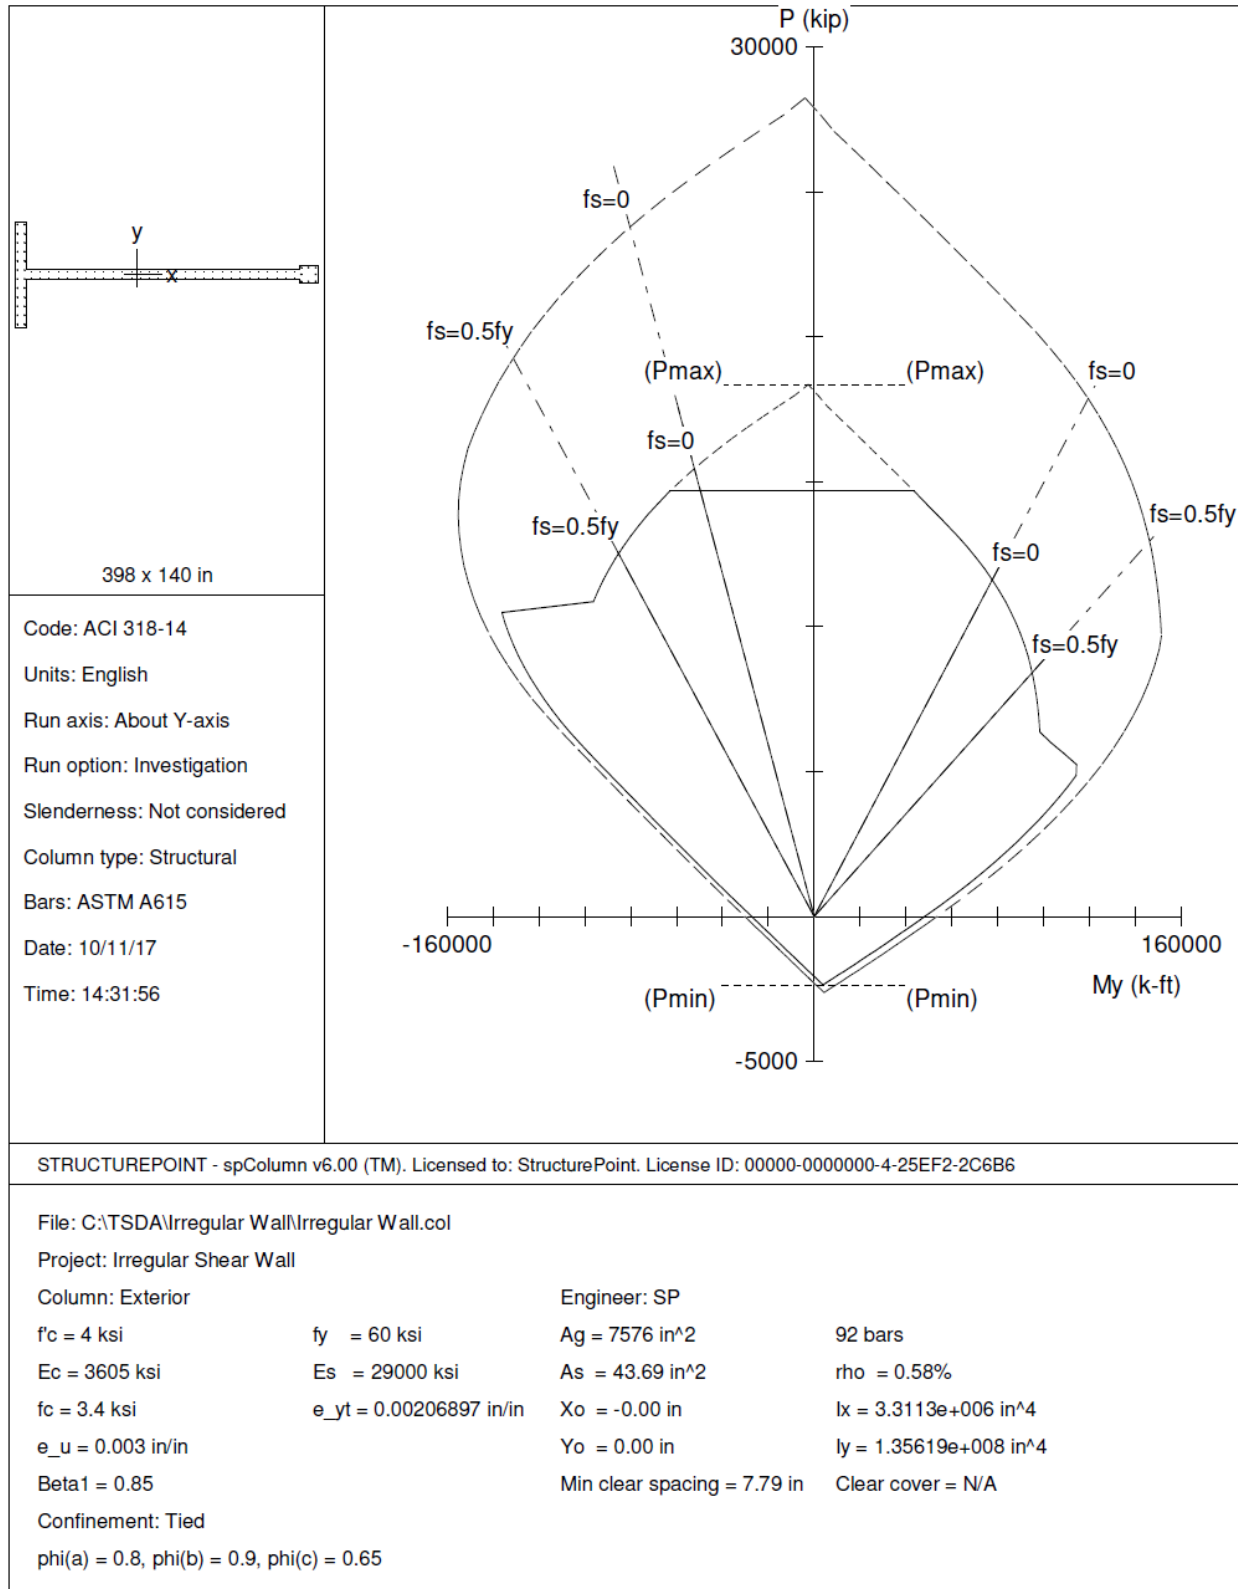 P (kip)
30000
fs=0
fs=0.5fy
(Pmax)
(Pmax)
fs=0
fs=0
fs=0.5fy
fs=0.5fy
fs=0
fs=0.5fy
-160000
160000
My (k-ft)
(Pmin)
(Pmin)
-5000
y
x
398 x 140 in
Code: ACI 318-14
Units: English
Run axis: About Y-axis
Run option: Investigation
Slenderness: Not considered
Column type: Structural
Bars: ASTM A615
Date: 10/11/17
Time: 14:31:56
STRUCTUREPOINT - spColumn v6.00 (TM). Licensed to: StructurePoint. License ID: 00000-0000000-4-25EF2-2C6B6
File: C:\TSDA\Irregular Wall\Irregular Wall.col
Project: Irregular Shear Wall
Column: Exterior Engineer: SP
f'c = 4 ksi fy = 60 ksi Ag = 7576 in^2 92 bars
Ec = 3605 ksi Es = 29000 ksi As = 43.69 in^2 rho = 0.58%
fc = 3.4 ksi e_yt = 0.00206897 in/in Xo = -0.00 in Ix = 3.3113e+006 in^4
e_u = 0.003 in/in Yo = 0.00 in Iy = 1.35619e+008 in^4
Beta1 = 0.85 Min clear spacing = 7.79 in Clear cover = N/A
Confinement: Tied
phi(a) = 0.8, phi(b) = 0.9, phi(c) = 0.65